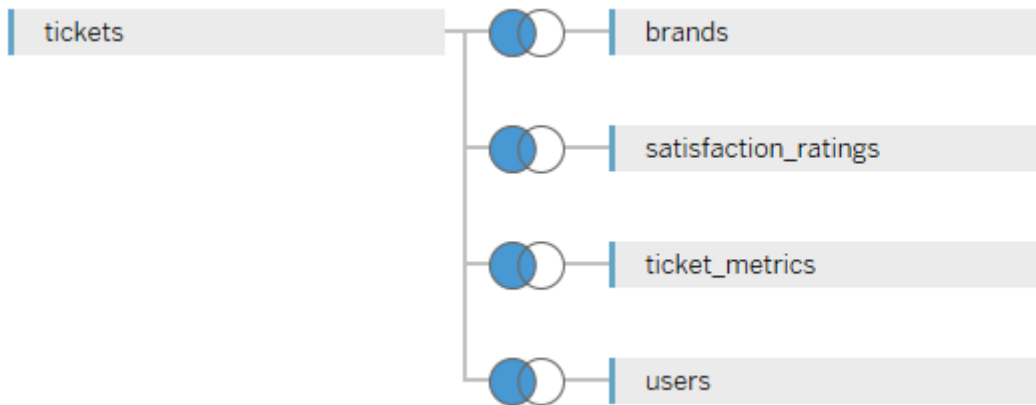 tickets
brands
satisfaction_ratings
ticket_metrics
users